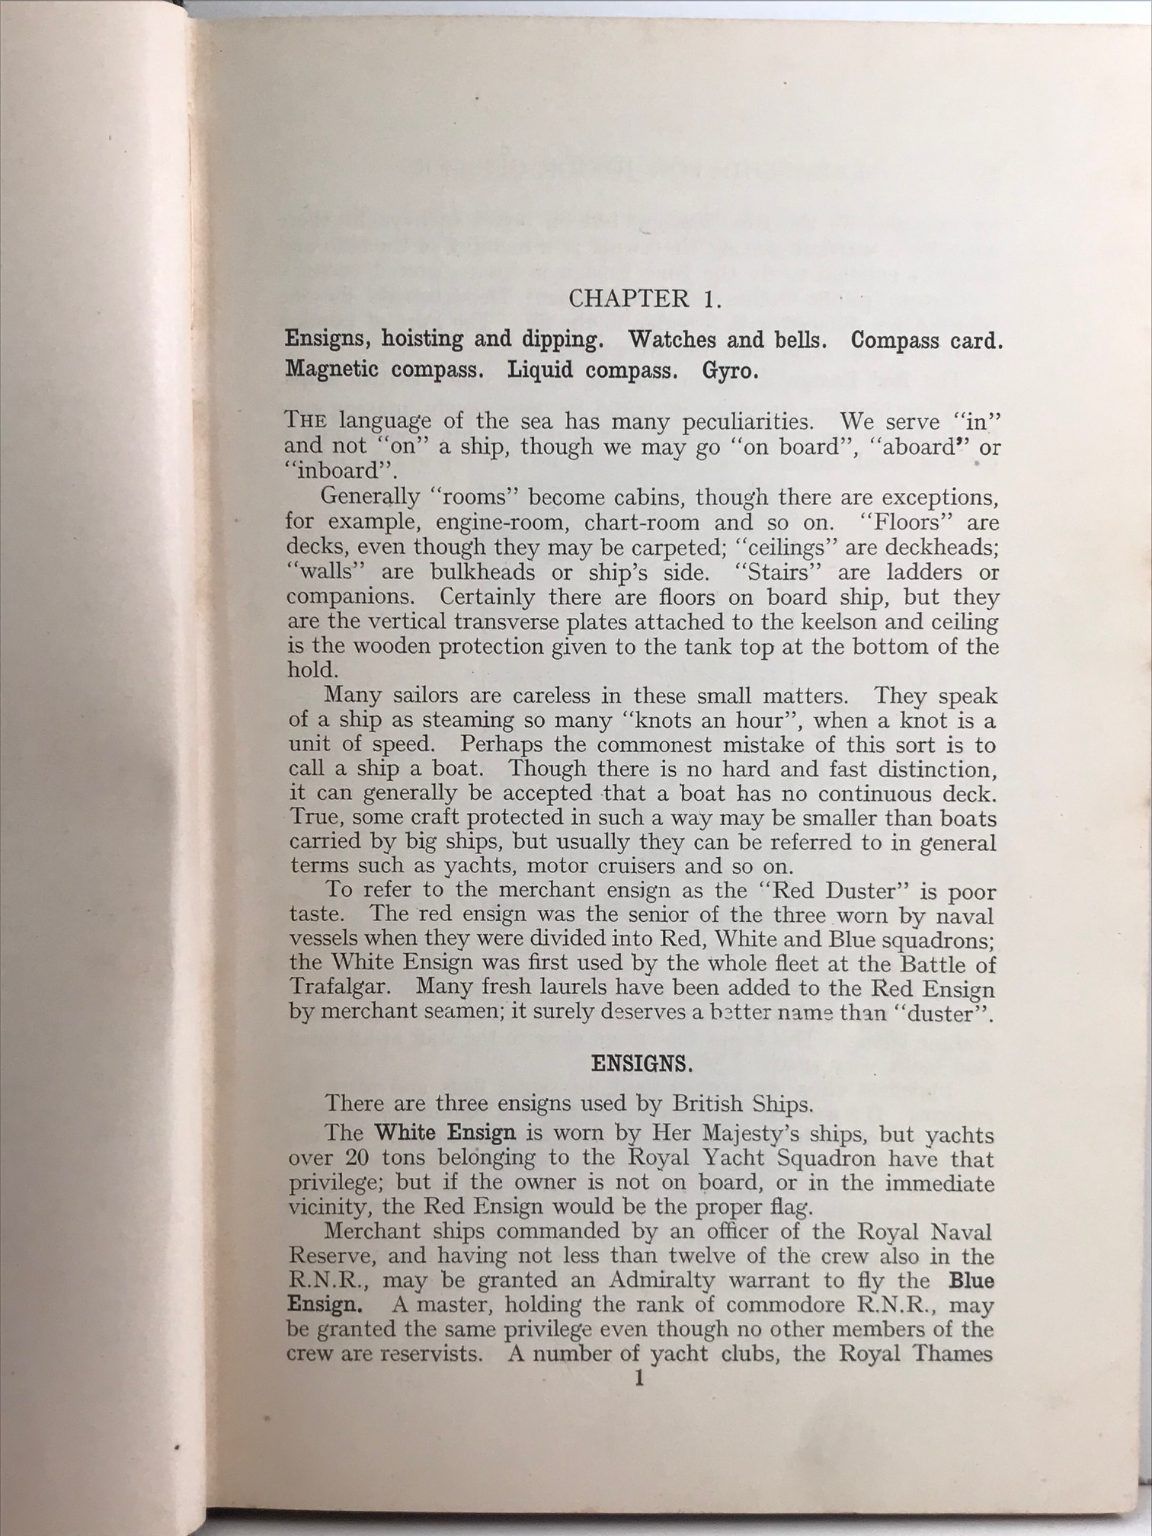 CHAPTER 1.
Ensigns, hoisting and dipping. Watches and bells. Compass card.
Magnetic compass. Liquid compass. Gyro.
THE language of the sea has many peculiarities. We serve “in”
and not “on” a ship, though we may go “on board”, “aboard” or
“inboard”.
Generally “rooms” become cabins, though there are exceptions,
for example, engine-room, chart-room and so on. “Floors” are
decks, even though they may be carpeted; “ceilings” are deckheads;
“walls” are bulkheads or ship’s side. “Stairs” are ladders or
companions. Certainly there are floors on board ship, but they
are the vertical transverse plates attached to the keelson and ceiling
is the wooden protection given to the tank top at the bottom of the
hold.
Many sailors are careless in these small matters. They speak
of a ship as steaming so many “knots an hour”, when a knot is a
unit of speed. Perhaps the commonest mistake of this sort is to
call a ship a boat. Though there is no hard and fast distinction,
it can generally be accepted that a boat has no continuous deck.
True, some craft protected in such a way may be smaller than boats
carried by big ships, but usually they can be referred to in general
terms such as yachts, motor cruisers and so on.
To refer to the merchant ensign as the “Red Duster” is poor
taste. The red ensign was the senior of the three worn by naval
vessels when they were divided into Red, White and Blue squadrons;
the White Ensign was first used by the whole fleet at the Battle of
Trafalgar. Many fresh laurels have been added to the Red Ensign
by merchant seamen; it surely deserves a better name than “duster”.
ENSIGNS.
There are three ensigns used by British Ships.
The White Ensign is worn by Her Majesty’s ships, but yachts
over 20 tons belonging to the Royal Yacht Squadron have that
privilege; but if the owner is not on board, or in the immediate
vicinity, the Red Ensign would be the proper flag.
Merchant ships commanded by an officer of the Royal Naval
Reserve, and having not less than twelve of the crew also in the
R.N.R., may be granted an Admiralty warrant to fly the Blue
Ensign. A master, holding the rank of commodore R.N.R., may
be granted the same privilege even though no other members of the
crew are reservists. A number of yacht clubs, the Royal Thames
1